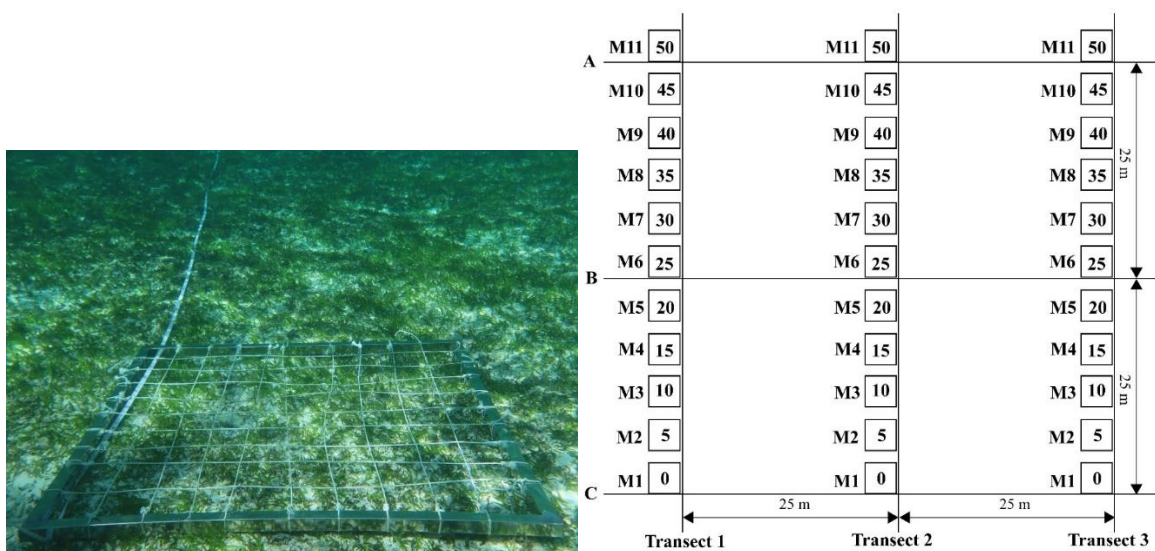 M11 50 M11 50 M11 50
A
M10 45 M10 45 M10 45
M9 40 M9 40 M9 40
25 m
M8 35 M8 35 M8 35
M7 30 M7 30 M7 30
M6 25 M6 25 M6 25
B
M5 20 M5 20 M5 20
M4 15 M4 15 M4 15
25 m
M3 10 M3 10 M3 10
M2 5 M2 5 M2 5
M1 0 M1 0 M1 0
C
25 m 25 m
Transect 1 Transect 2 Transect 3